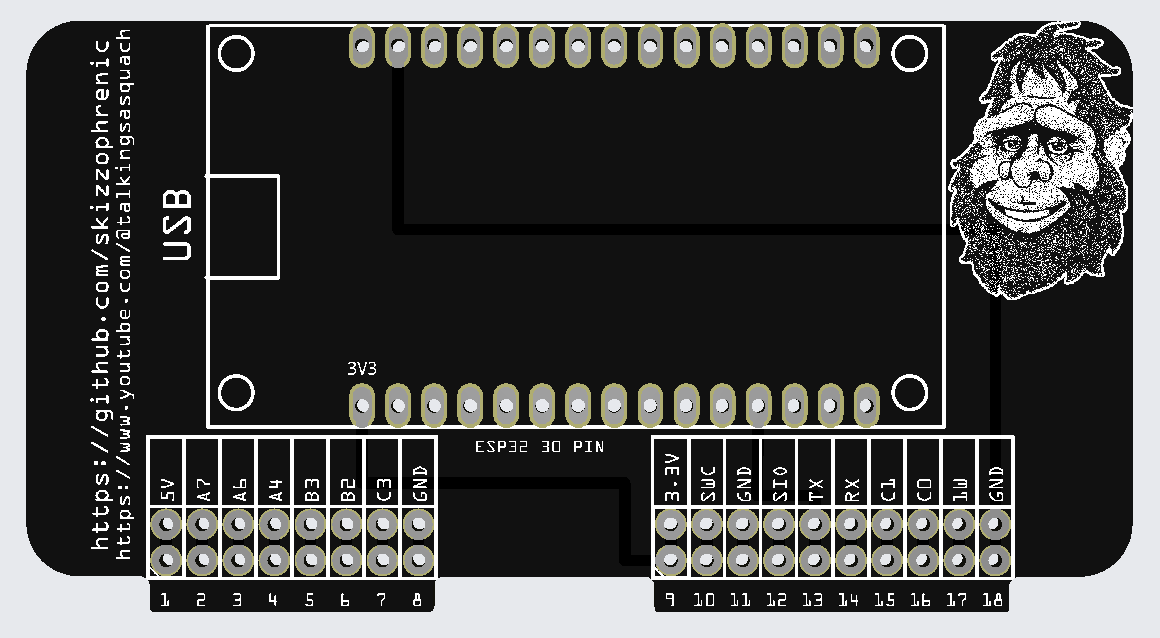 https://github.com/skizzophrenic
https://www.youtube.com/@talkingsasquach
USB
3V3
ESP32 30 PIN
5V A7 A6 A4 B3 B2 C3 GND
3.3V SWC GND SIO TX RX C1 C0 1W GND
1 2 3 4 5 6 7 8
9 10 11 12 13 14 15 16 17 18